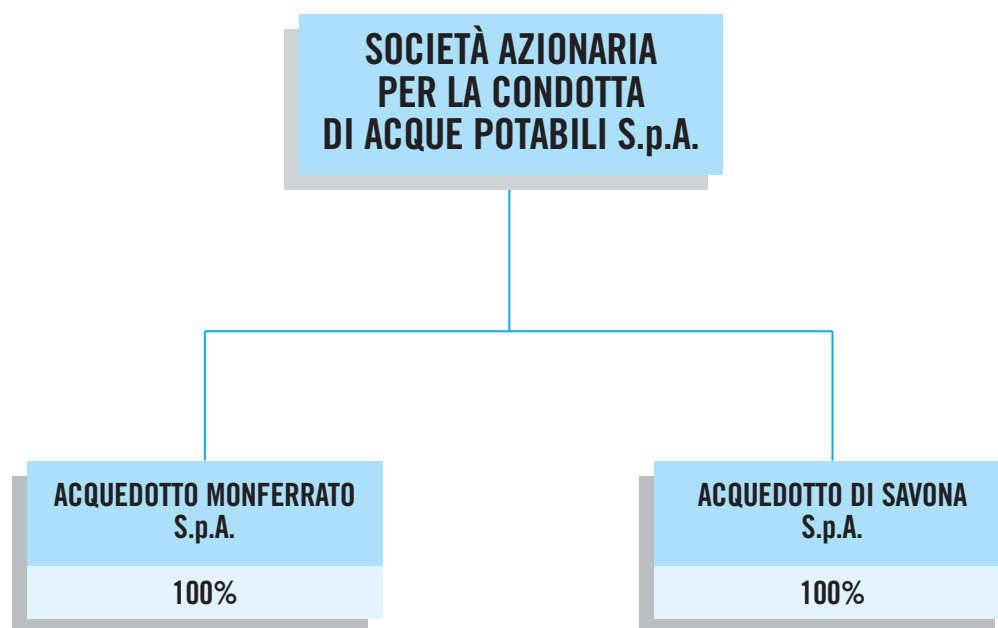 SOCIETÀ AZIONARIA
PER LA CONDOTTA
DI ACQUE POTABILI S.p.A.
ACQUEDOTTO MONFERRATO
S.p.A.
100%
ACQUEDOTTO DI SAVONA
S.p.A.
100%